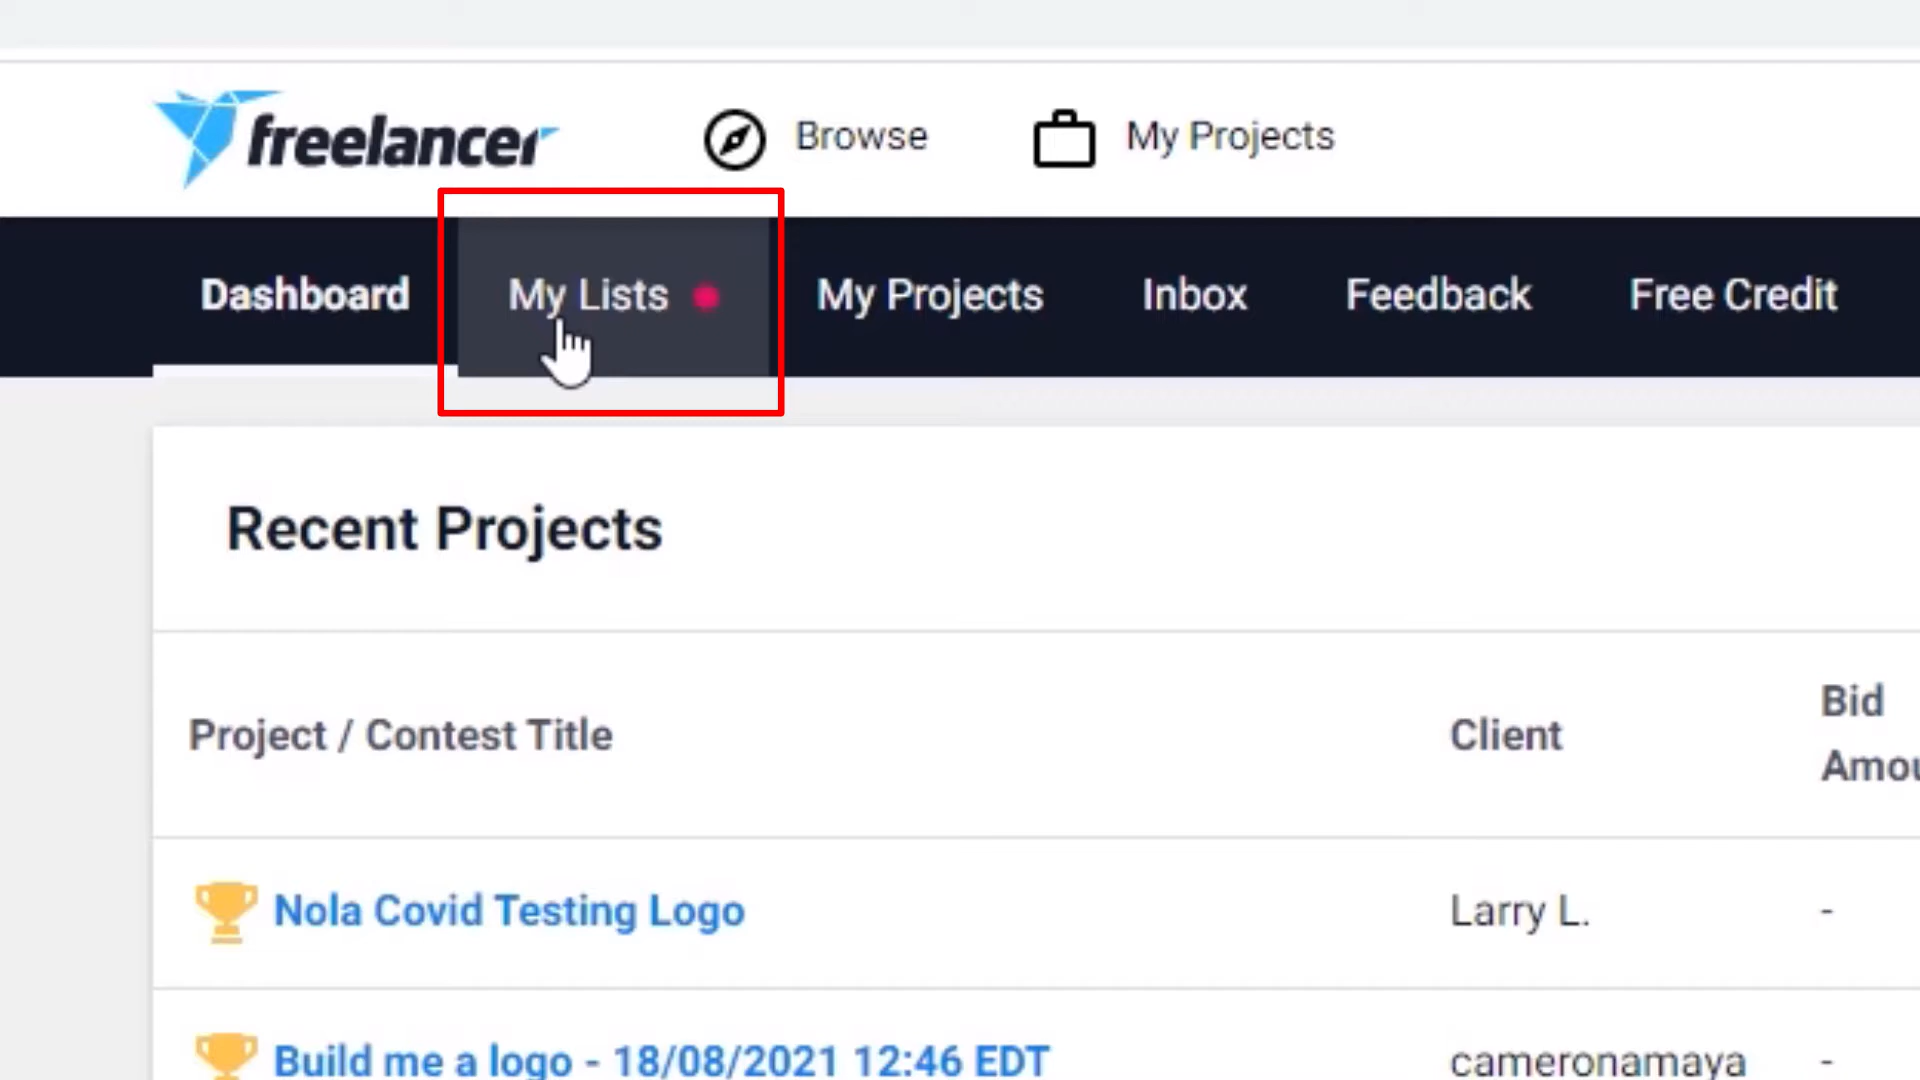 freelancer Browse My Projects
Dashboard My Lists My Projects Inbox Feedback Free Credit
Recent Projects
Project / Contest Title Client Bid
Nola Covid Testing Logo Larry L. -
Build me a logo - 18/08/2021 12:46 EDT cameronamaya -